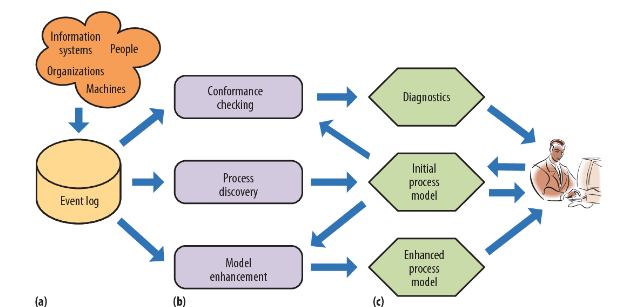 Information
systems
People
Organizations
Machines
Event log
Conformance
checking
Process
discovery
Model
enhancement
Diagnostics
Initial
process
model
Enhanced
process
model
(a)
(b)
(c)